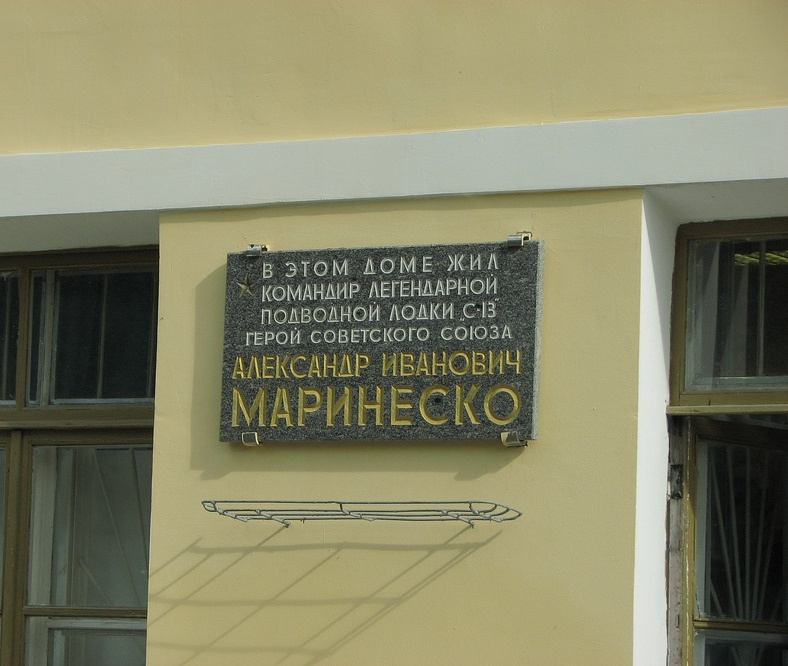 В ЭТОМ ДОМЕ ЖИЛ
КОМАНДИР ЛЕГЕНДАРНОЙ
ПОДВОДНОЙ ЛОДКИ "С-13"
ГЕРОЙ СОВЕТСКОГО СОЮЗА
АЛЕКСАНДР ИВАНОВИЧ
МАРИНЕСКО